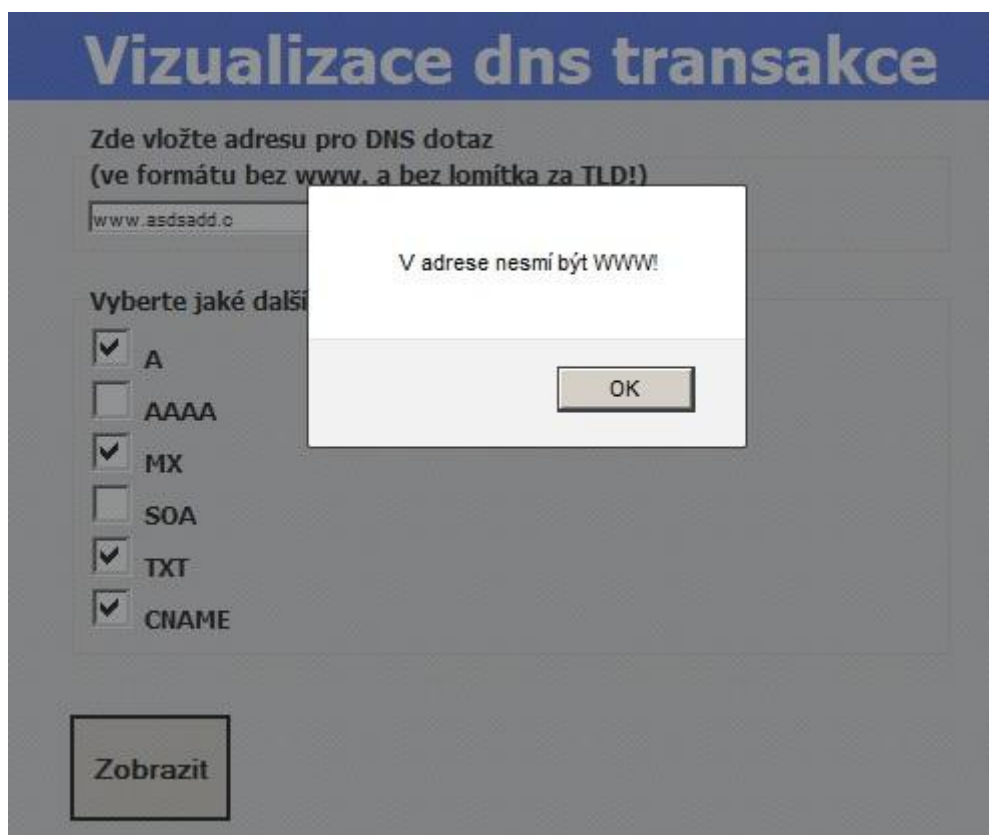 Vizualizace dns transakce
Zde vložte adresu pro DNS dotaz
(ve formátu bez www. a bez lomítka za TLD!)
www.asdsadd.c
V adrese nesmí být WWW!
OK
Vyberte jaké další
A
AAAA
MX
SOA
TXT
CNAME
Zobrazit